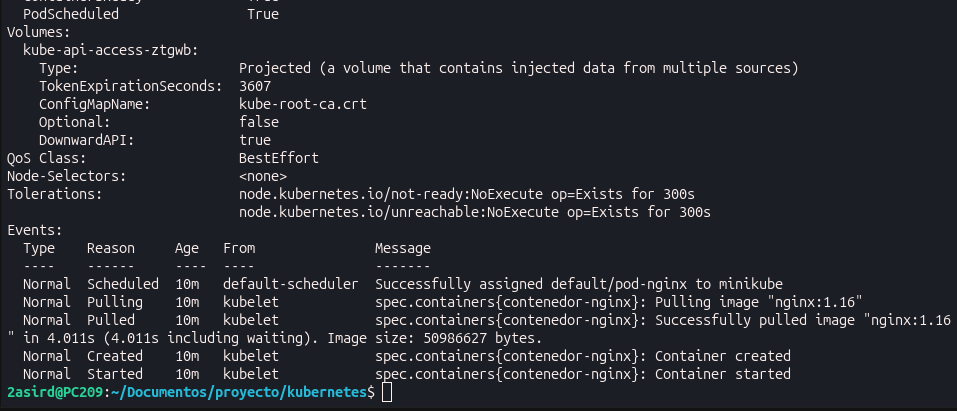 PodScheduled                True
Volumes:
  kube-api-access-ztgwb:
    Type:                    Projected (a volume that contains injected data from multiple sources)
    TokenExpirationSeconds:  3607
    ConfigMapName:           kube-root-ca.crt
    Optional:                false
    DownwardAPI:             true
QoS Class:                   BestEffort
Node-Selectors:              <none>
Tolerations:                 node.kubernetes.io/not-ready:NoExecute op=Exists for 300s
                             node.kubernetes.io/unreachable:NoExecute op=Exists for 300s
Events:
  Type    Reason     Age   From               Message
  ----    ------     ----  ----               -------
  Normal  Scheduled  10m   default-scheduler  Successfully assigned default/pod-nginx to minikube
  Normal  Pulling    10m   kubelet            spec.containers{contenedor-nginx}: Pulling image "nginx:1.16"
  Normal  Pulled     10m   kubelet            spec.containers{contenedor-nginx}: Successfully pulled image "nginx:1.16
" in 4.011s (4.011s including waiting). Image size: 50986627 bytes.
  Normal  Created    10m   kubelet            spec.containers{contenedor-nginx}: Container created
  Normal  Started    10m   kubelet            spec.containers{contenedor-nginx}: Container started
2asird@PC209:~/Documentos/proyecto/kubernetes$